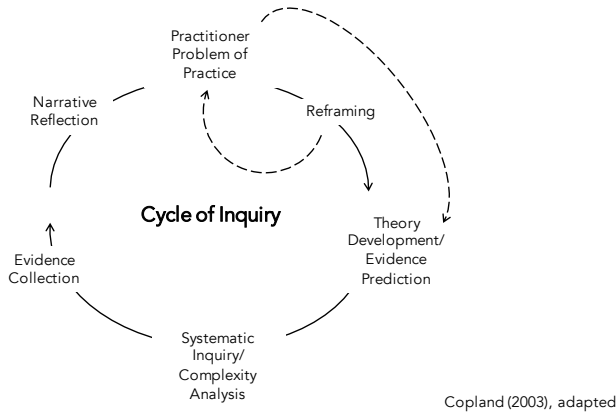 Practitioner
Problem of
Practice
Narrative
Reflection
Reframing
Cycle of Inquiry
Theory
Development/
Evidence
Prediction
Evidence
Collection
Systematic
Inquiry/
Complexity
Analysis
Copland (2003), adapted